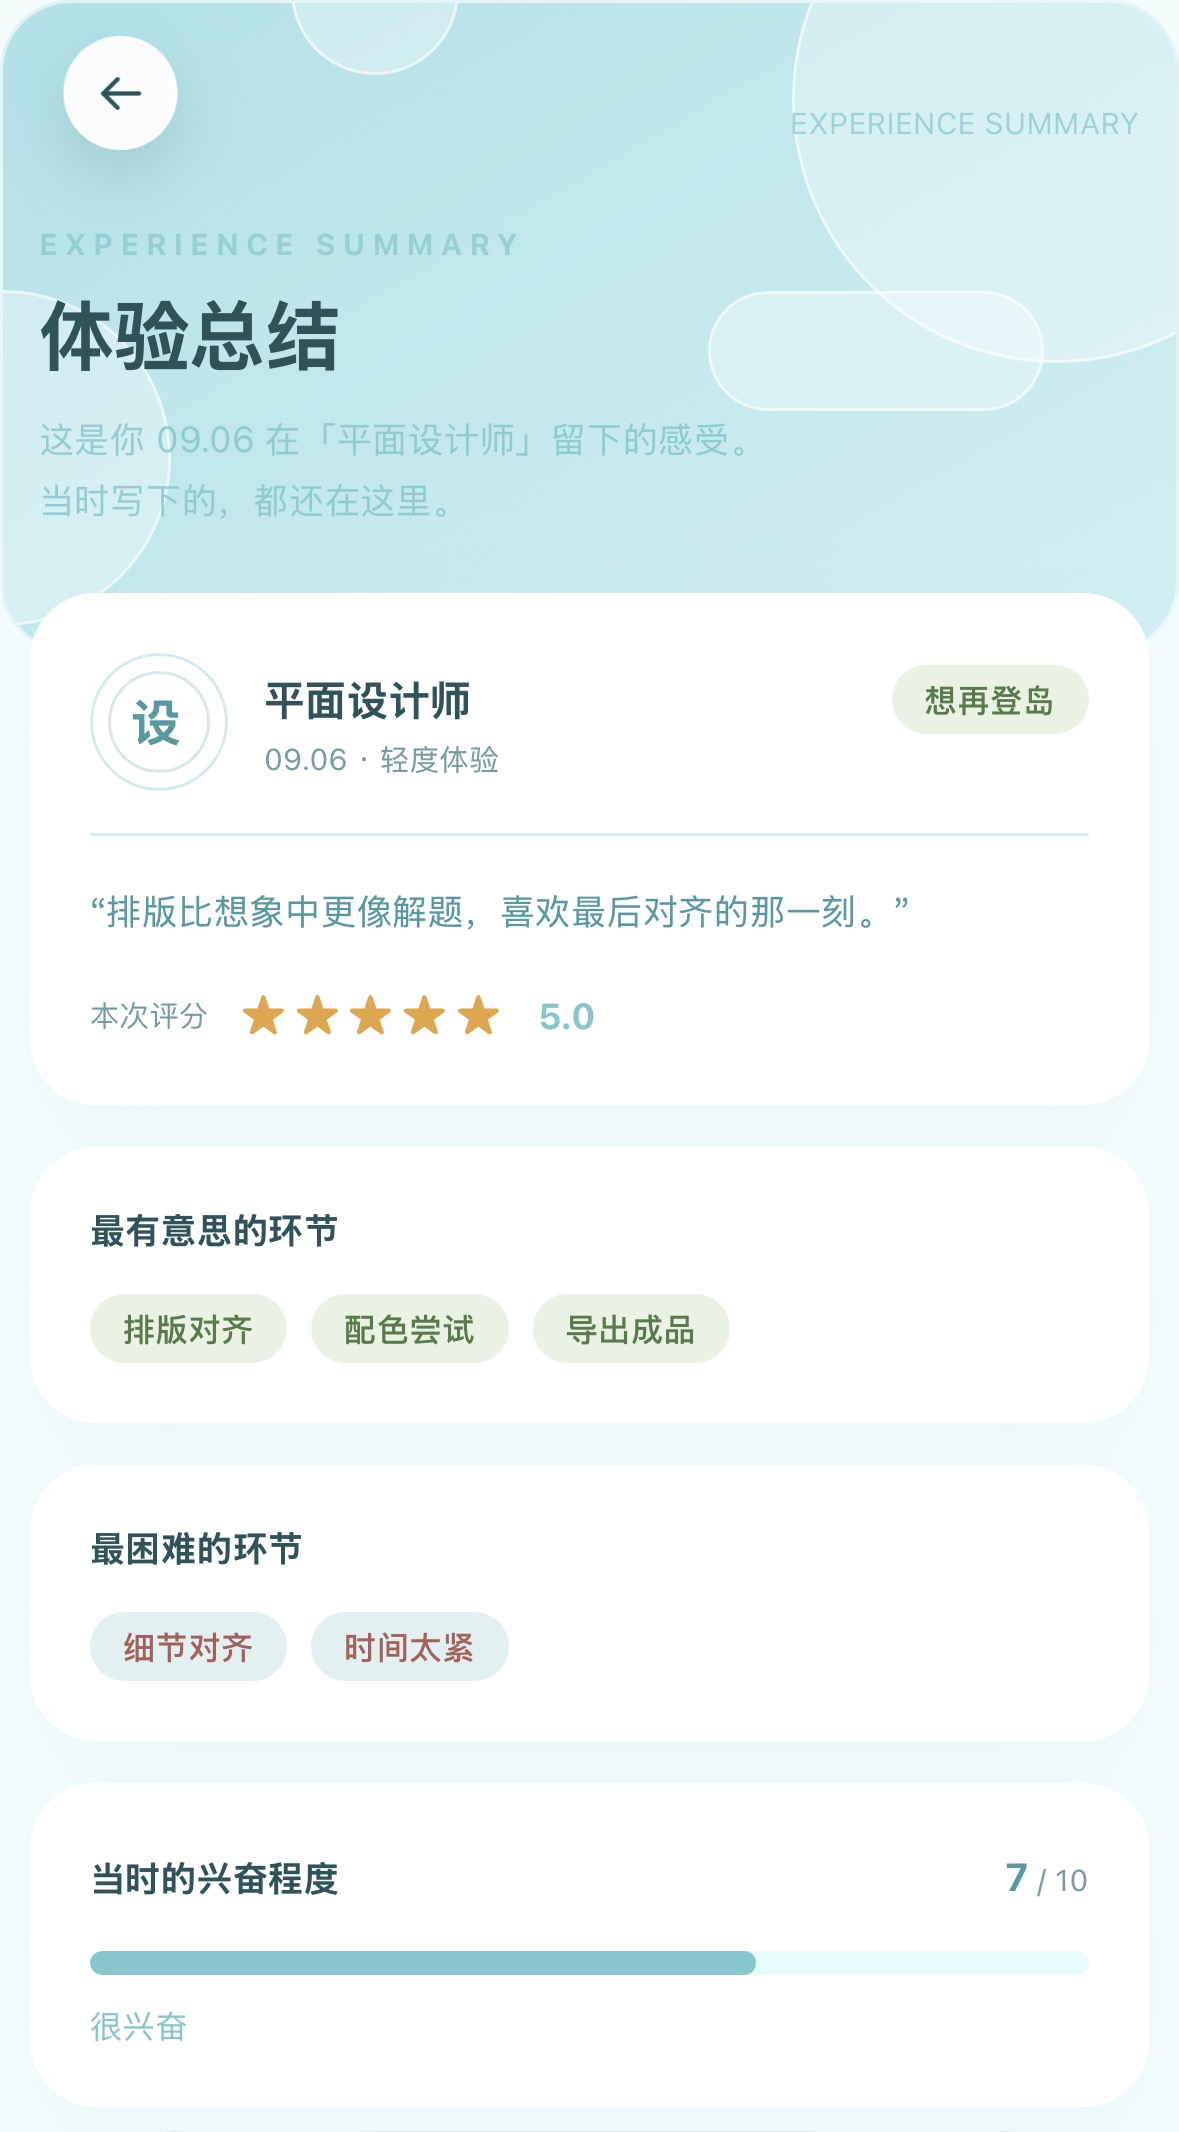 EXPERIENCE SUMMARY
EXPERIENCE SUMMARY
体验总结
这是你 09.06 在「平面设计师」留下的感受。
当时写下的，都还在这里。
设
平面设计师
想再登岛
09.06 · 轻度体验
“排版比想象中更像解题，喜欢最后对齐的那一刻。”
本次评分 ★★★★★ 5.0
最有意思的环节
排版对齐 配色尝试 导出成品
最困难的环节
细节对齐 时间太紧
当时的兴奋程度 7 / 10
很兴奋